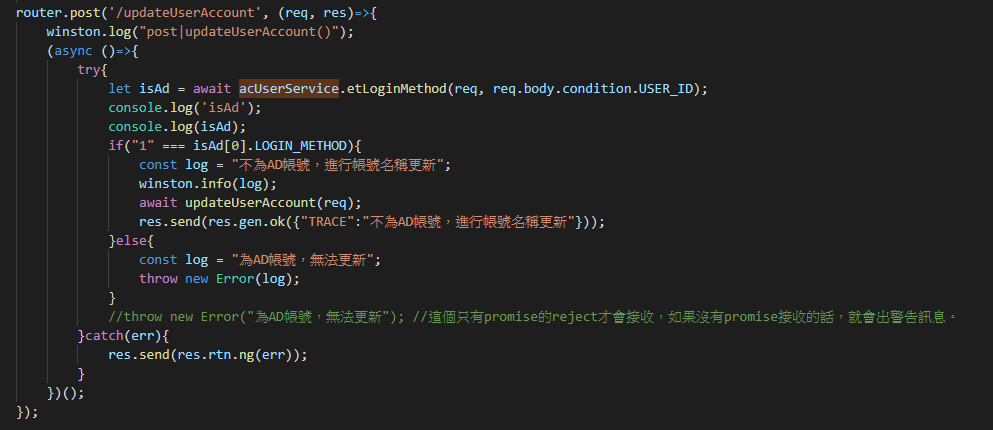 router.post('/updateUserAccount', (req, res)=>{
    winston.log("post|updateUserAccount()");
    (async ()=>{
        try{
            let isAd = await acUserService.etLoginMethod(req, req.body.condition.USER_ID);
            console.log('isAd');
            console.log(isAd);
            if("1" === isAd[0].LOGIN_METHOD){
                const log = "不為AD帳號，進行帳號名稱更新";
                winston.info(log);
                await updateUserAccount(req);
                res.send(res.gen.ok({"TRACE":"不為AD帳號，進行帳號名稱更新"}));
            }else{
                const log = "為AD帳號，無法更新";
                throw new Error(log);
            }
            //throw new Error("為AD帳號，無法更新"); //這個只有promise的reject才會接收，如果沒有promise接收的話，就會出警告訊息。
        }catch(err){
            res.send(res.rtn.ng(err));
        }
    })();
});